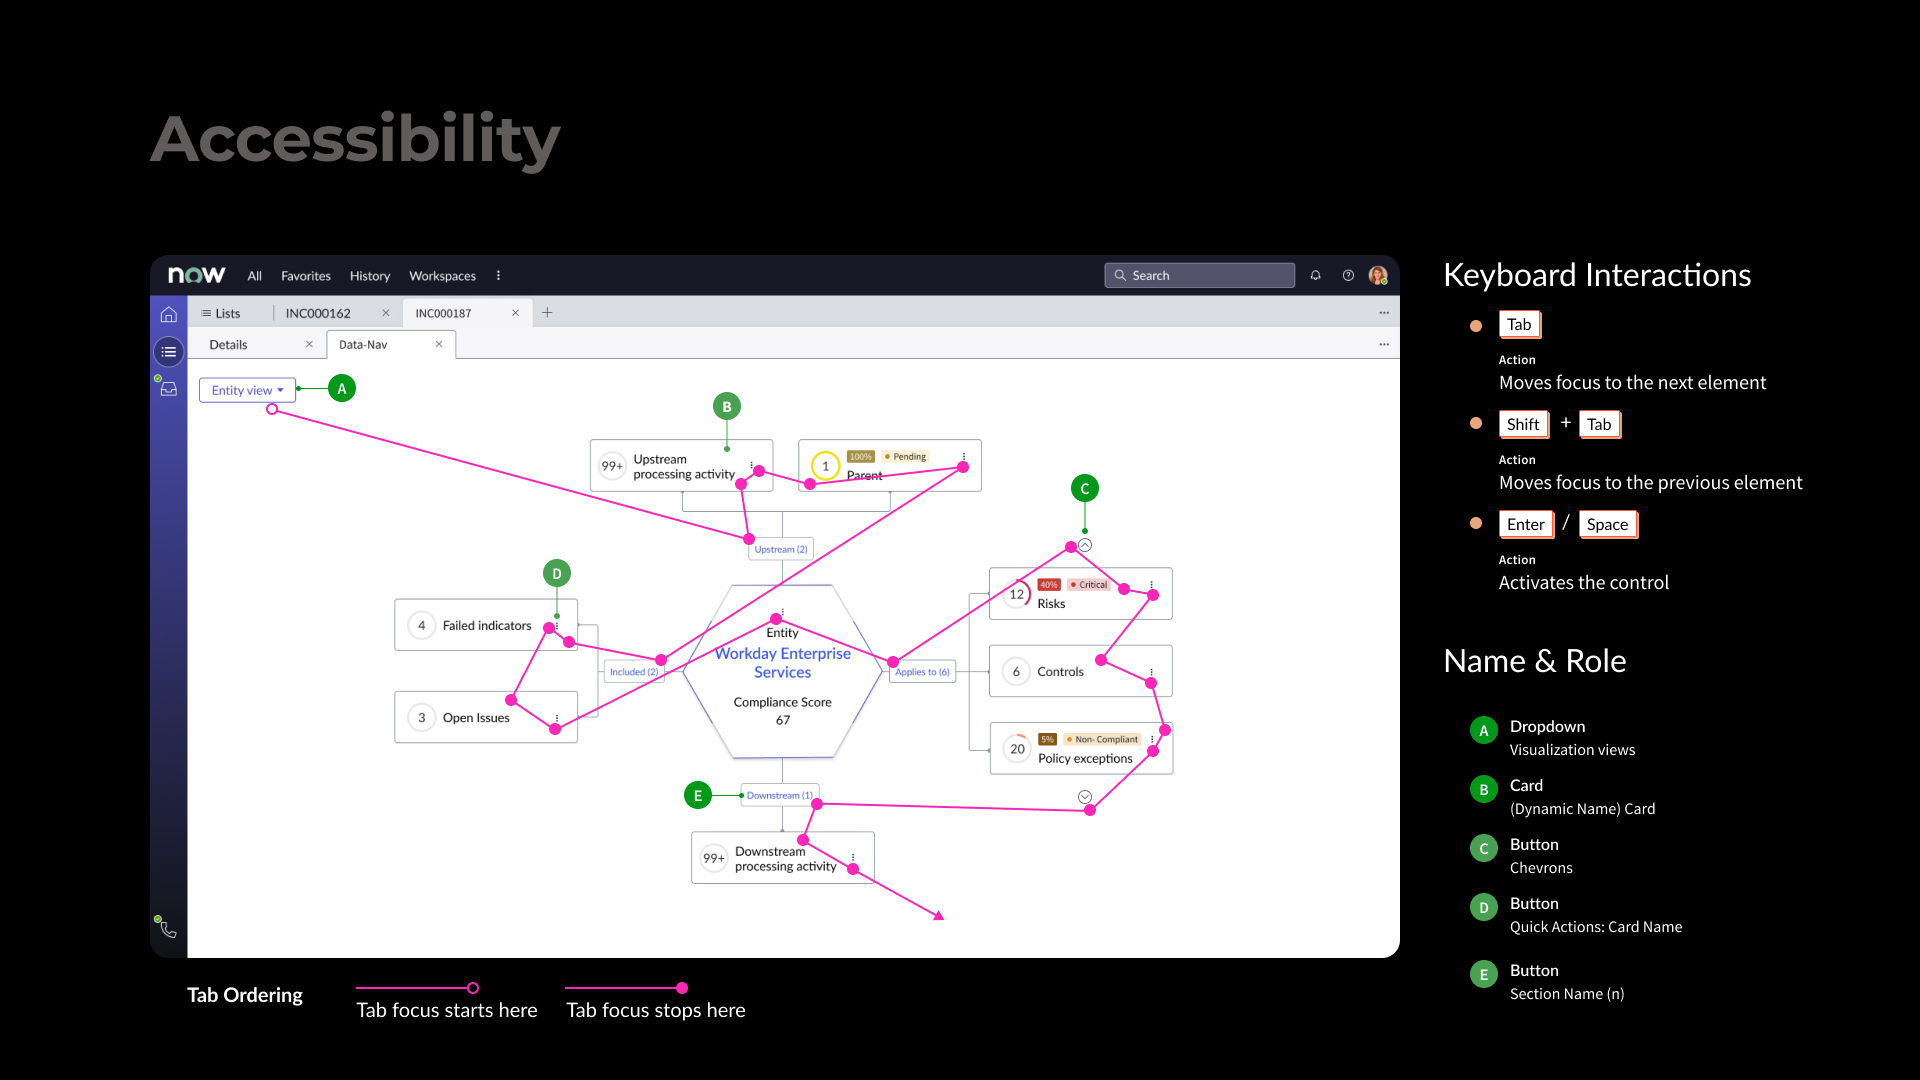 Accessibility
now
All
Favorites
History
Workspaces
Search
Lists
INC000162
INC000187
Details
Data-Nav
Entity view
A
B
99+
Upstream
processing activity
1
100%
Pending
Parent
C
Upstream (2)
D
4
Failed indicators
3
Open Issues
Included (2)
Entity
Workday Enterprise
Services
Compliance Score
67
Applies to (6)
12
40%
Critical
Risks
6
Controls
20
5%
Non- Compliant
Policy exceptions
E
Downstream (1)
99+
Downstream
processing activity
Tab Ordering
Tab focus starts here
Tab focus stops here
Keyboard Interactions
Tab
Action
Moves focus to the next element
Shift + Tab
Action
Moves focus to the previous element
Enter / Space
Action
Activates the control
Name & Role
A
Dropdown
Visualization views
B
Card
(Dynamic Name) Card
C
Button
Chevrons
D
Button
Quick Actions: Card Name
E
Button
Section Name (n)